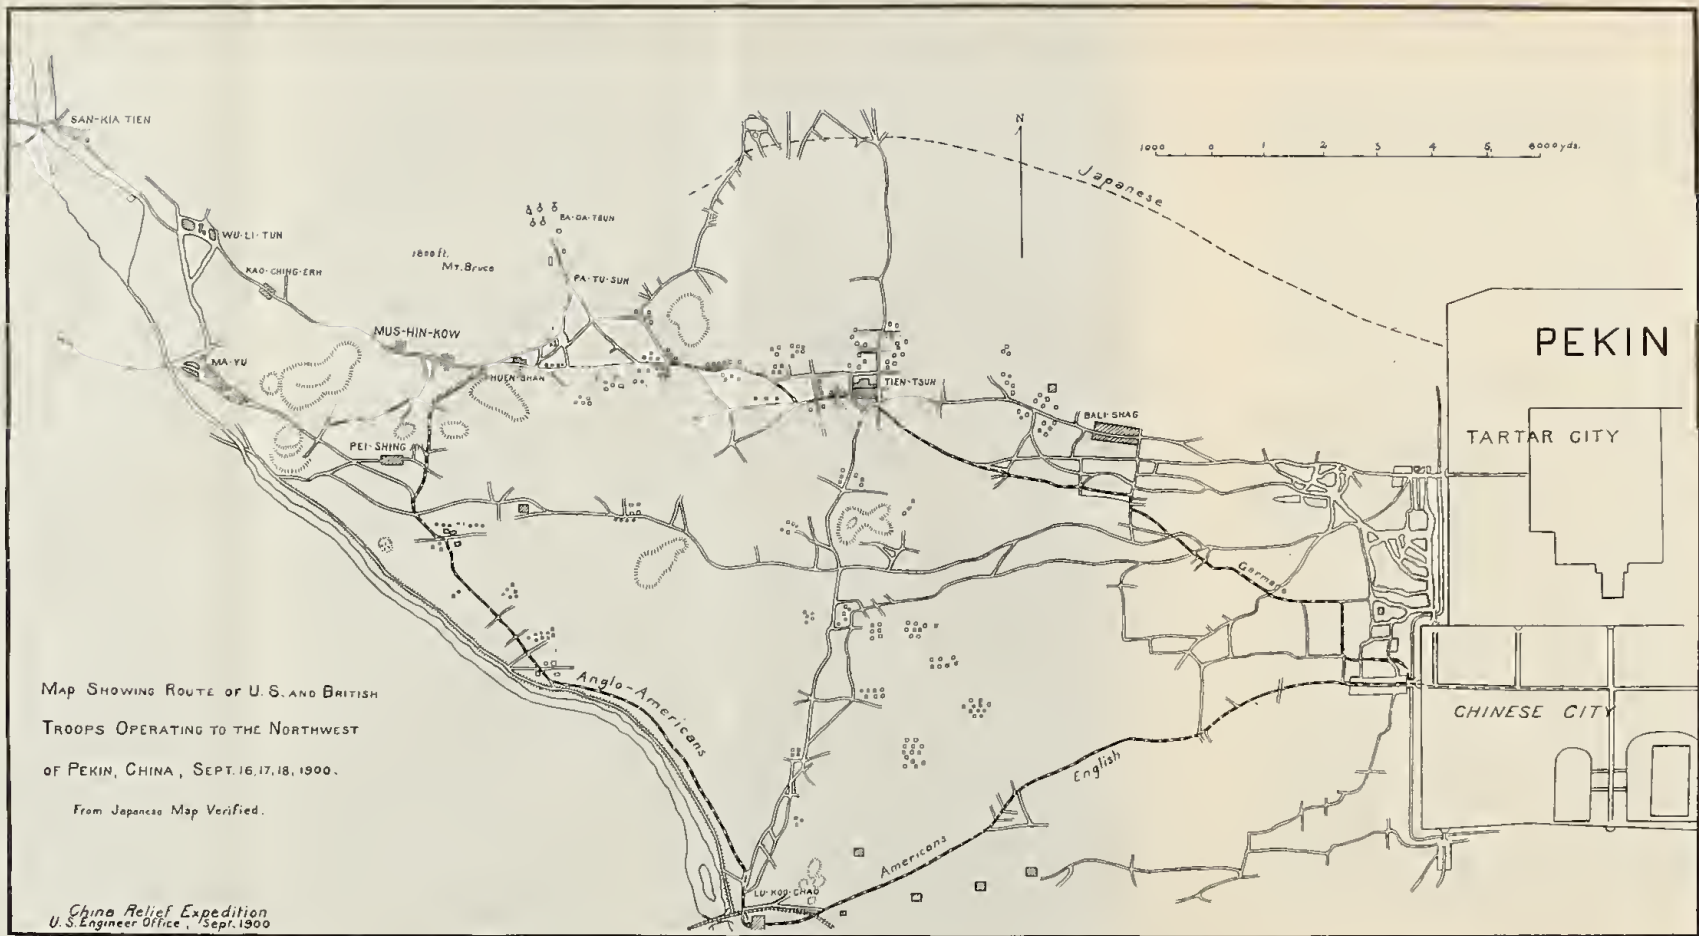 SAN-KIA TIEN
N
1000 0 1 2 3 4 5, 6000 yds.
Japanese
WU-LI-TUN
BA-DA-TSUN
1800 ft.
MT. Bruce
KAO-CHING-ERH
PA-TU-SUH
PEKIN
MUS-HIN-KOW
MA-YU
HUEN-SHAN
TIEN-TSUN
BALI-SHAG
TARTAR CITY
PEI-SHING
German
Anglo-Americans
MAP SHOWING ROUTE OF U.S. AND BRITISH
TROOPS OPERATING TO THE NORTHWEST
OF PEKIN, CHINA, SEPT. 16, 17, 18, 1900.
From Japanese Map Verified.
CHINESE CITY
English
Americans
LU-KOU-CHAO
China Relief Expedition
U.S. Engineer Office, Sept. 1900